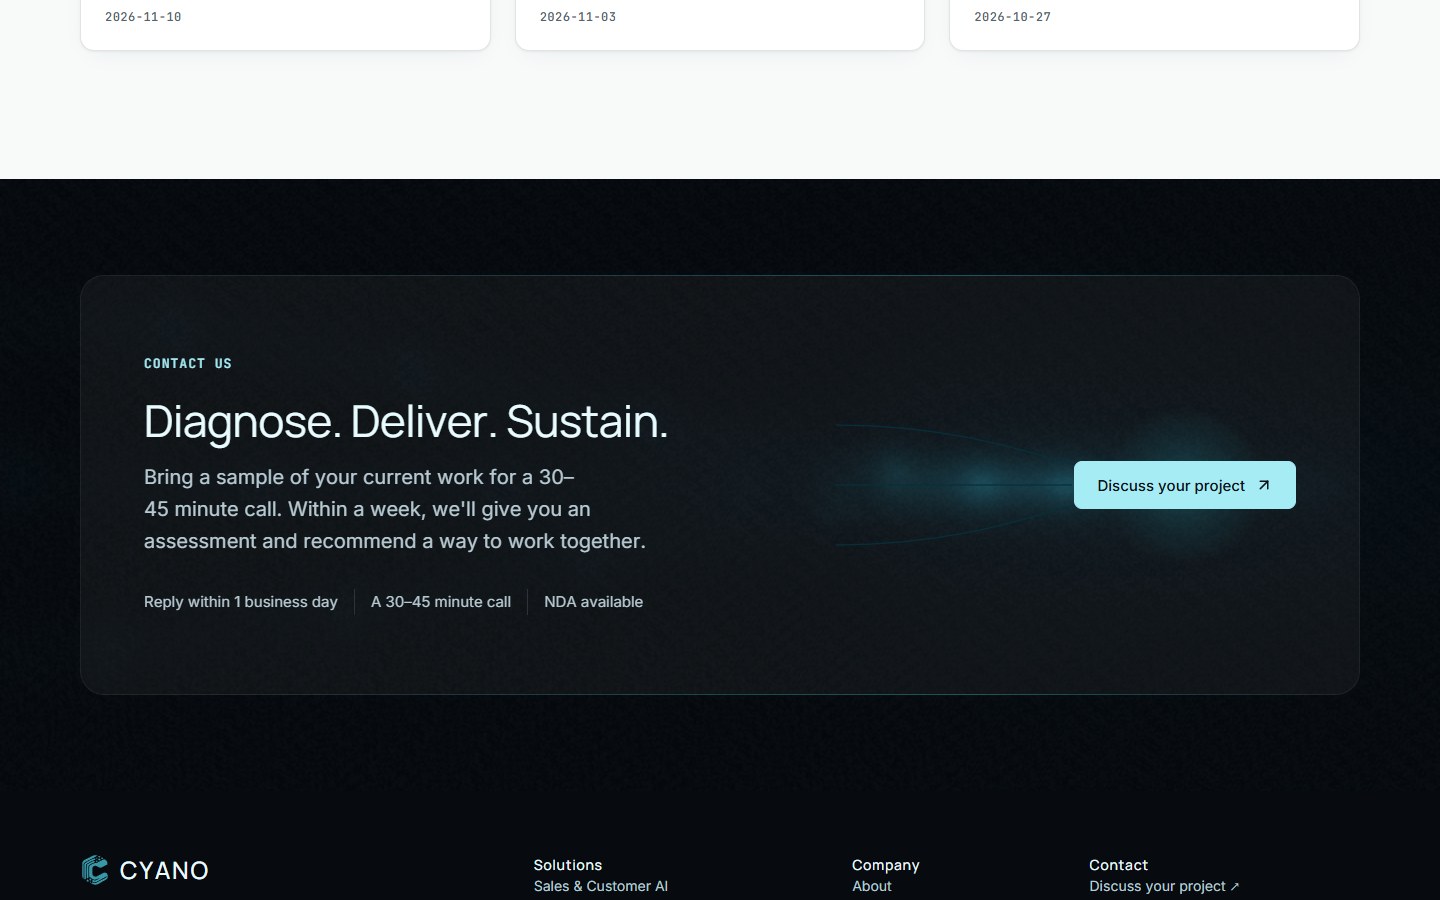 2026-11-10
2026-11-03
2026-10-27
CONTACT US
Diagnose. Deliver. Sustain.
Bring a sample of your current work for a 30–
45 minute call. Within a week, we'll give you an
assessment and recommend a way to work together.
Reply within 1 business day
A 30–45 minute call
NDA available
Discuss your project
CYANO
Solutions
Sales & Customer AI
Company
About
Contact
Discuss your project ↗